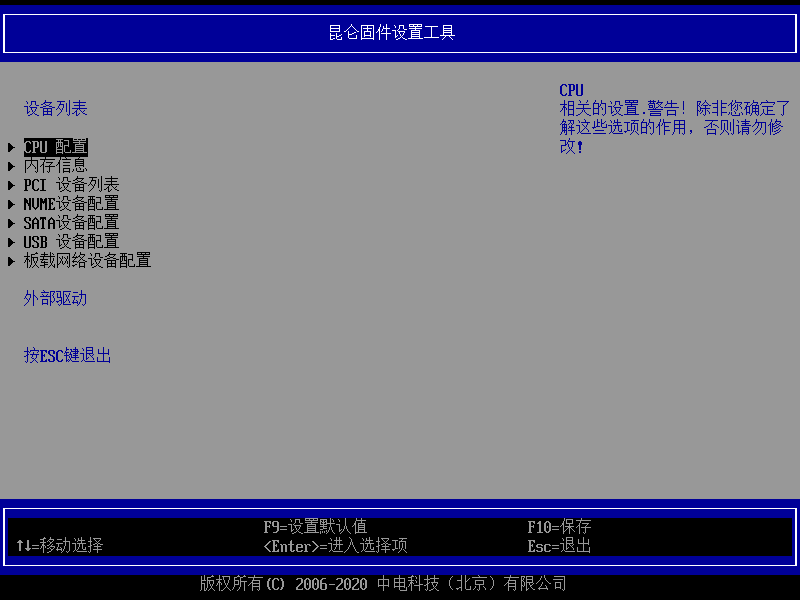 昆仑固件设置工具
设备列表
CPU 配置
内存信息
PCI 设备列表
NVME设备配置
SATA设备配置
USB 设备配置
板载网络设备配置
外部驱动
按ESC键退出
CPU
相关的设置.警告! 除非您确定了
解这些选项的作用，否则请勿修
改!
F9=设置默认值
F10=保存
↑↓=移动选择
<Enter>=进入选择项
Esc=退出
版权所有(C) 2006-2020 中电科技（北京）有限公司